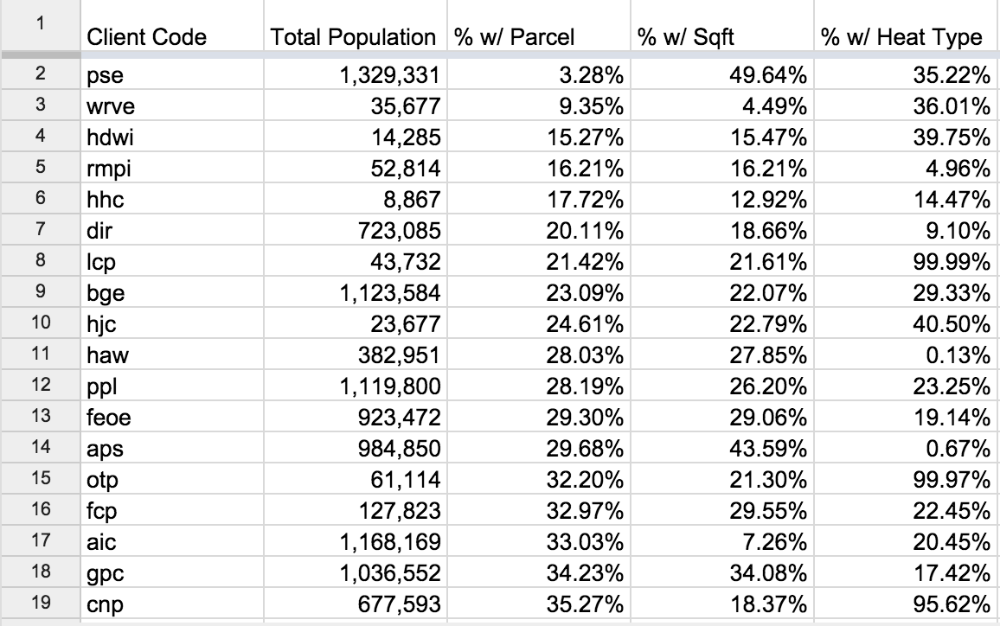 1 Client Code Total Population % w/ Parcel % w/ Sqft % w/ Heat Type
2 pse 1,329,331 3.28% 49.64% 35.22%
3 wrve 35,677 9.35% 4.49% 36.01%
4 hdwi 14,285 15.27% 15.47% 39.75%
5 rmpi 52,814 16.21% 16.21% 4.96%
6 hhc 8,867 17.72% 12.92% 14.47%
7 dir 723,085 20.11% 18.66% 9.10%
8 lcp 43,732 21.42% 21.61% 99.99%
9 bge 1,123,584 23.09% 22.07% 29.33%
10 hjc 23,677 24.61% 22.79% 40.50%
11 haw 382,951 28.03% 27.85% 0.13%
12 ppl 1,119,800 28.19% 26.20% 23.25%
13 feoe 923,472 29.30% 29.06% 19.14%
14 aps 984,850 29.68% 43.59% 0.67%
15 otp 61,114 32.20% 21.30% 99.97%
16 fcp 127,823 32.97% 29.55% 22.45%
17 aic 1,168,169 33.03% 7.26% 20.45%
18 gpc 1,036,552 34.23% 34.08% 17.42%
19 cnp 677,593 35.27% 18.37% 95.62%